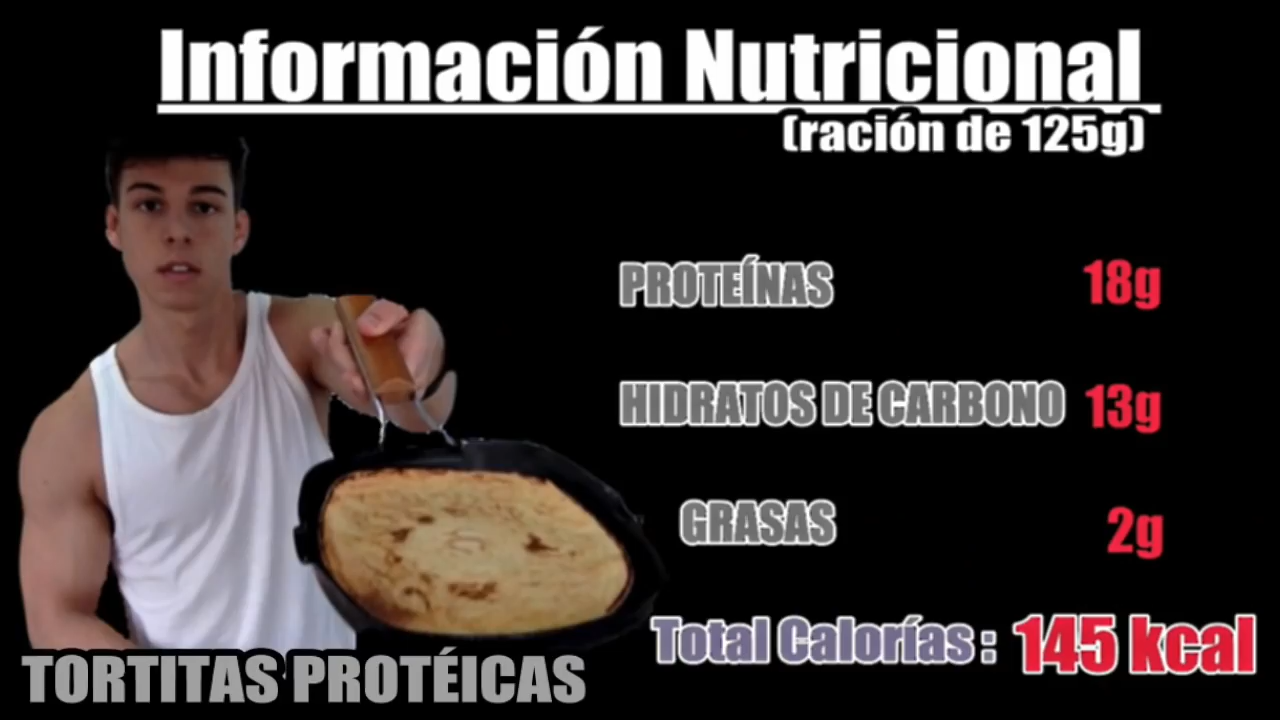 Información Nutricional
(ración de 125g)
PROTEÍNAS 18g
HIDRATOS DE CARBONO 13g
GRASAS 2g
Total Calorías : 145 kcal
TORTITAS PROTÉICAS